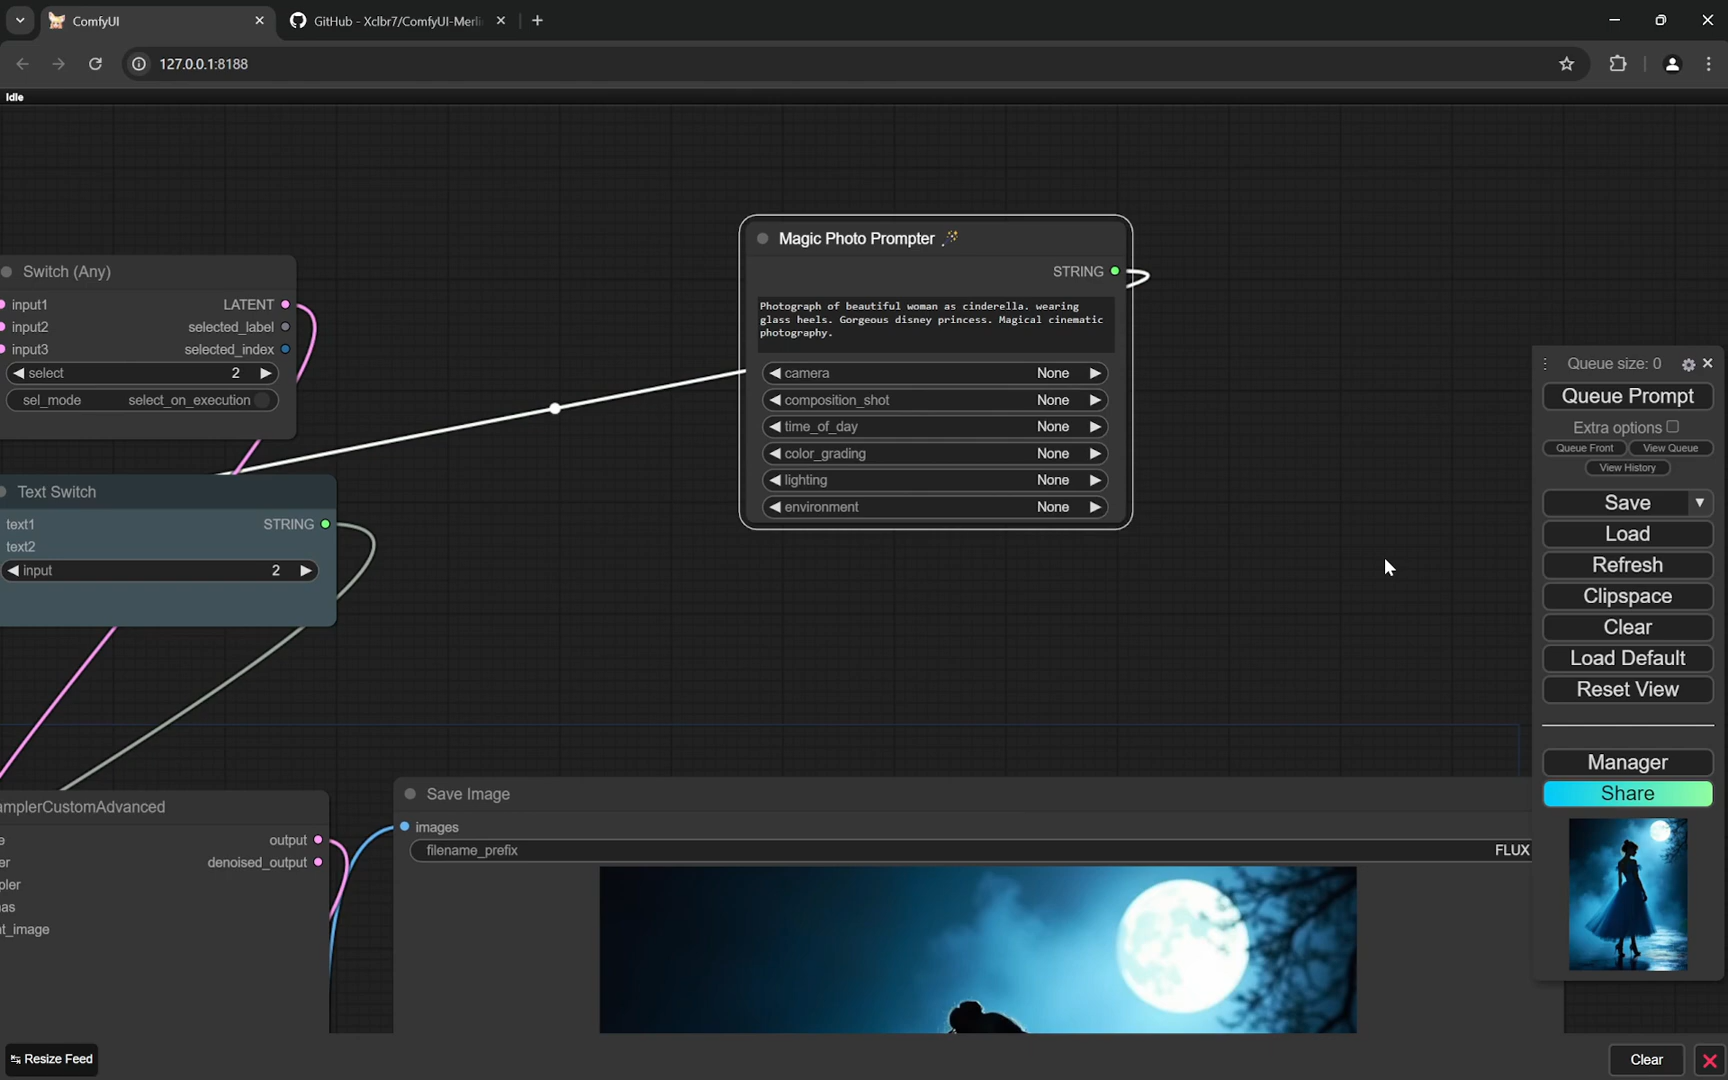 ComfyUI
GitHub - Xclbr7/ComfyUI-Merli
127.0.0.1:8188
Idle
Magic Photo Prompter
STRING
Photograph of beautiful woman as cinderella. wearing
glass heels. Gorgeous disney princess. Magical cinematic
photography.
camera None
composition_shot None
time_of_day None
color_grading None
lighting None
environment None
Switch (Any)
input1 LATENT
input2 selected_label
input3 selected_index
select 2
sel_mode select_on_execution
Text Switch
text1 STRING
text2
input 2
amplerCustomAdvanced
e output
er denoised_output
pler
nas
nt_image
Save Image
images
filename_prefix FLUX
Queue size: 0
Queue Prompt
Extra options
Queue Front View Queue
View History
Save
Load
Refresh
Clipspace
Clear
Load Default
Reset View
Manager
Share
Resize Feed
Clear